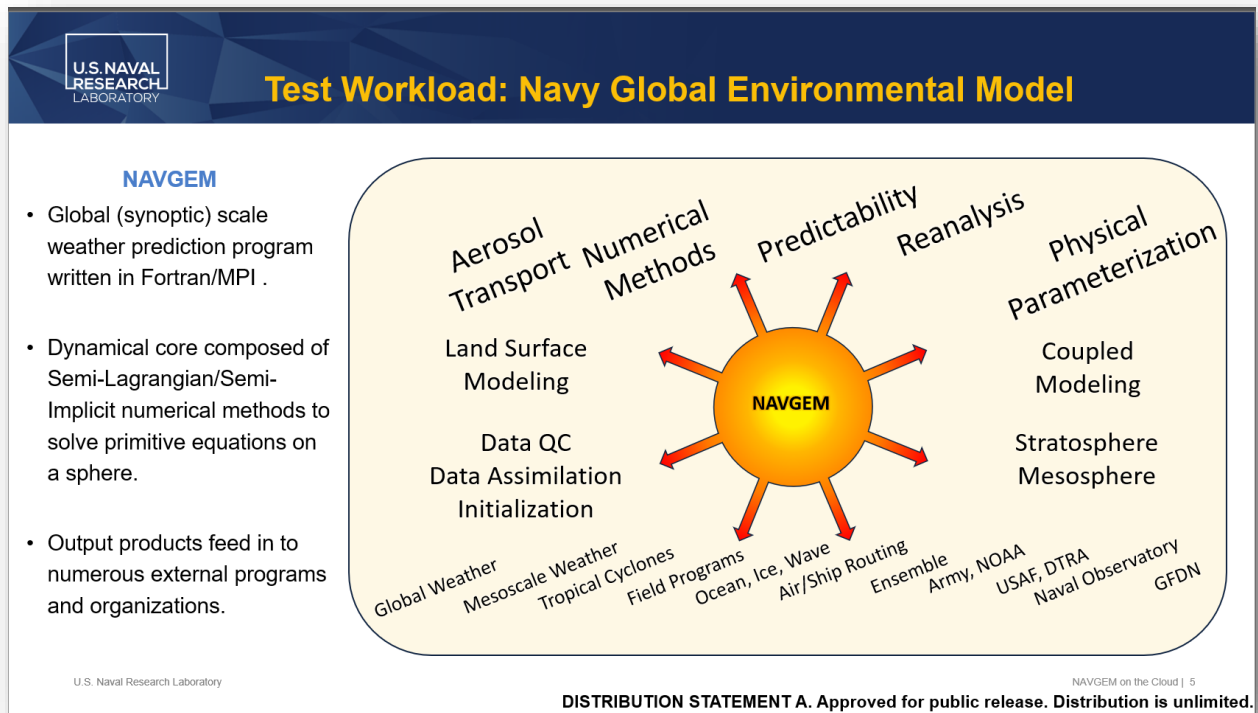 U.S. NAVAL
RESEARCH
LABORATORY
Test Workload: Navy Global Environmental Model
NAVGEM
• Global (synoptic) scale
weather prediction program
written in Fortran/MPI .
• Dynamical core composed of
Semi-Lagrangian/Semi-
Implicit numerical methods to
solve primitive equations on
a sphere.
• Output products feed in to
numerous external programs
and organizations.
Aerosol
Transport
Numerical
Methods
Predictability
Reanalysis
Physical
Parameterization
Land Surface
Modeling
NAVGEM
Coupled
Modeling
Data QC
Data Assimilation
Initialization
Stratosphere
Mesosphere
Global Weather
Mesoscale Weather
Tropical Cyclones
Field Programs
Ocean, Ice, Wave
Air/Ship Routing
Ensemble
Army, NOAA
USAF, DTRA
Naval Observatory
GFDN
U.S. Naval Research Laboratory
NAVGEM on the Cloud | 5
DISTRIBUTION STATEMENT A. Approved for public release. Distribution is unlimited.